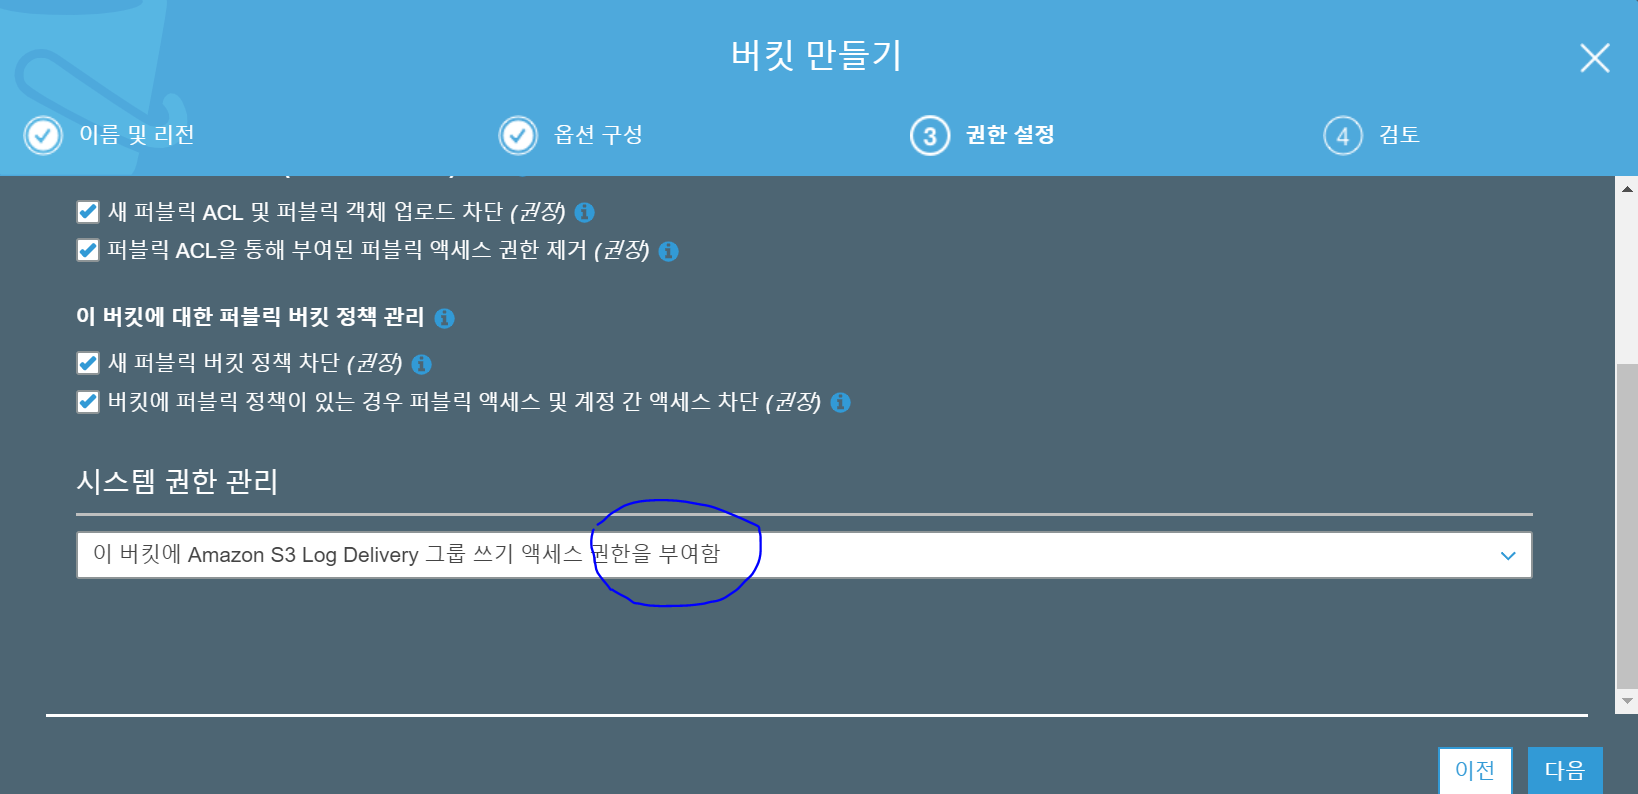 버킷 만들기
이름 및 리전
옵션 구성
3 권한 설정
4 검토
새 퍼블릭 ACL 및 퍼블릭 객체 업로드 차단 (권장)
퍼블릭 ACL을 통해 부여된 퍼블릭 액세스 권한 제거 (권장)
이 버킷에 대한 퍼블릭 버킷 정책 관리
새 퍼블릭 버킷 정책 차단 (권장)
버킷에 퍼블릭 정책이 있는 경우 퍼블릭 액세스 및 계정 간 액세스 차단 (권장)
시스템 권한 관리
이 버킷에 Amazon S3 Log Delivery 그룹 쓰기 액세스 권한을 부여함
이전
다음